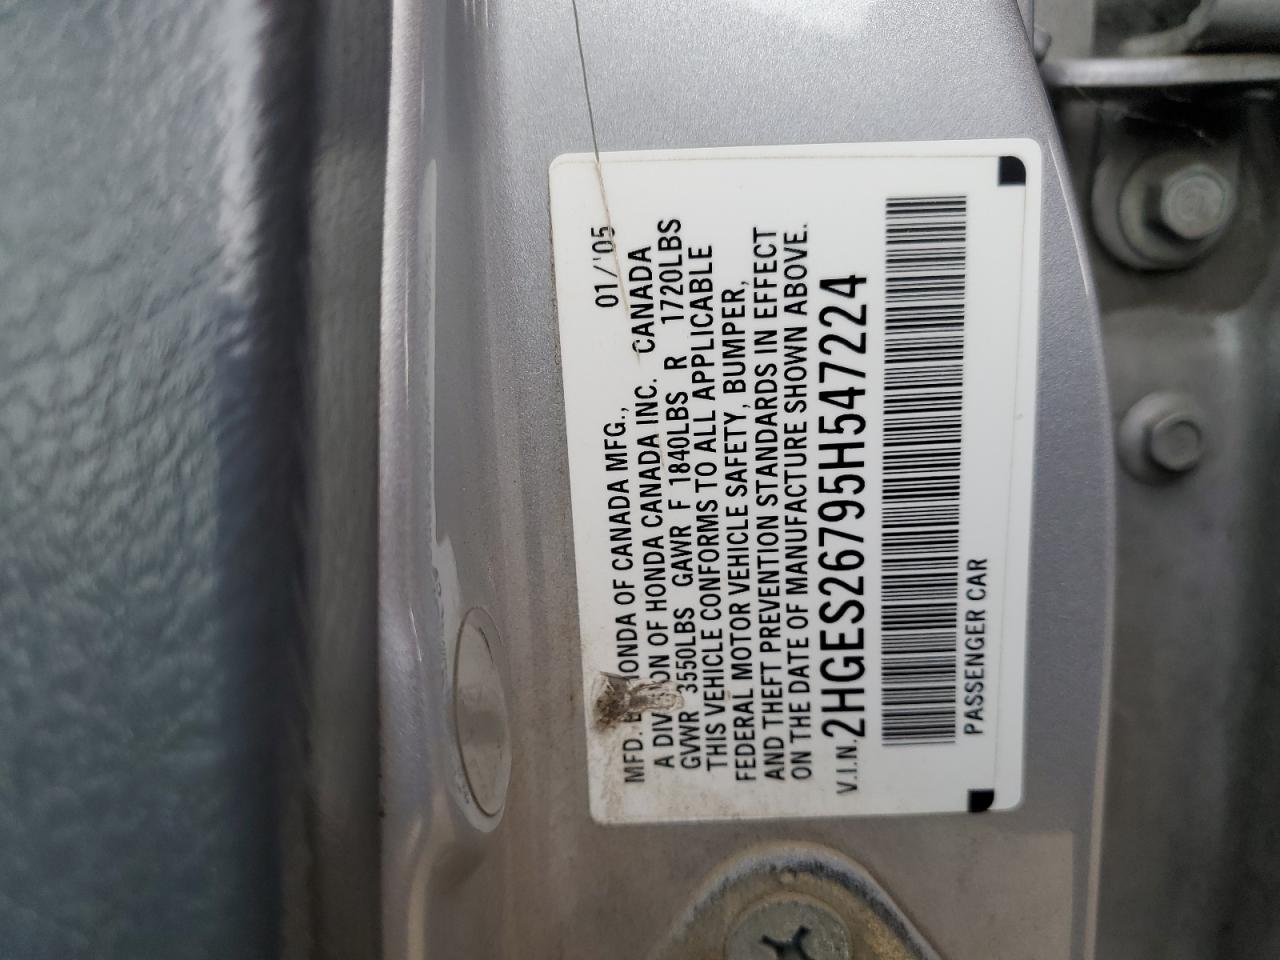 MFD. B HONDA OF CANADA MFG., 01/'05
A DIV ON OF HONDA CANADA INC. CANADA
GVWR 3550LBS GAWR F 1840LBS R 1720LBS
THIS VEHICLE CONFORMS TO ALL APPLICABLE
FEDERAL MOTOR VEHICLE SAFETY, BUMPER,
AND THEFT PREVENTION STANDARDS IN EFFECT
ON THE DATE OF MANUFACTURE SHOWN ABOVE.
V.I.N. 2HGES26795H547224
PASSENGER CAR